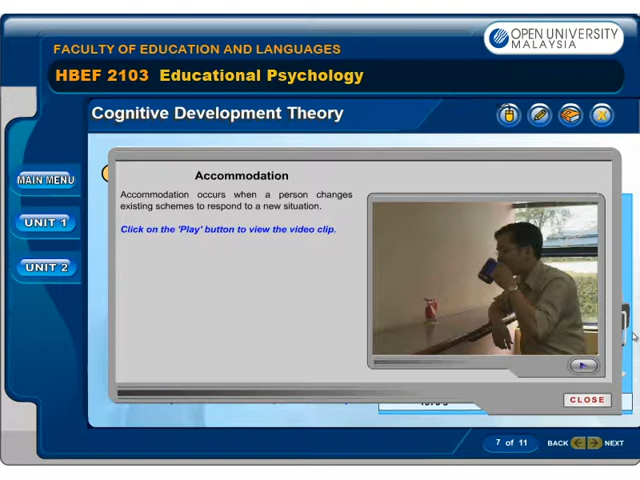 OPEN UNIVERSITY
MALAYSIA
FACULTY OF EDUCATION AND LANGUAGES
HBEF 2103 Educational Psychology
Cognitive Development Theory
MAIN MENU
UNIT 1
UNIT 2
Accommodation
Accommodation occurs when a person changes
existing schemes to respond to a new situation.
Click on the 'Play' button to view the video clip.
CLOSE
7 of 11
BACK
NEXT